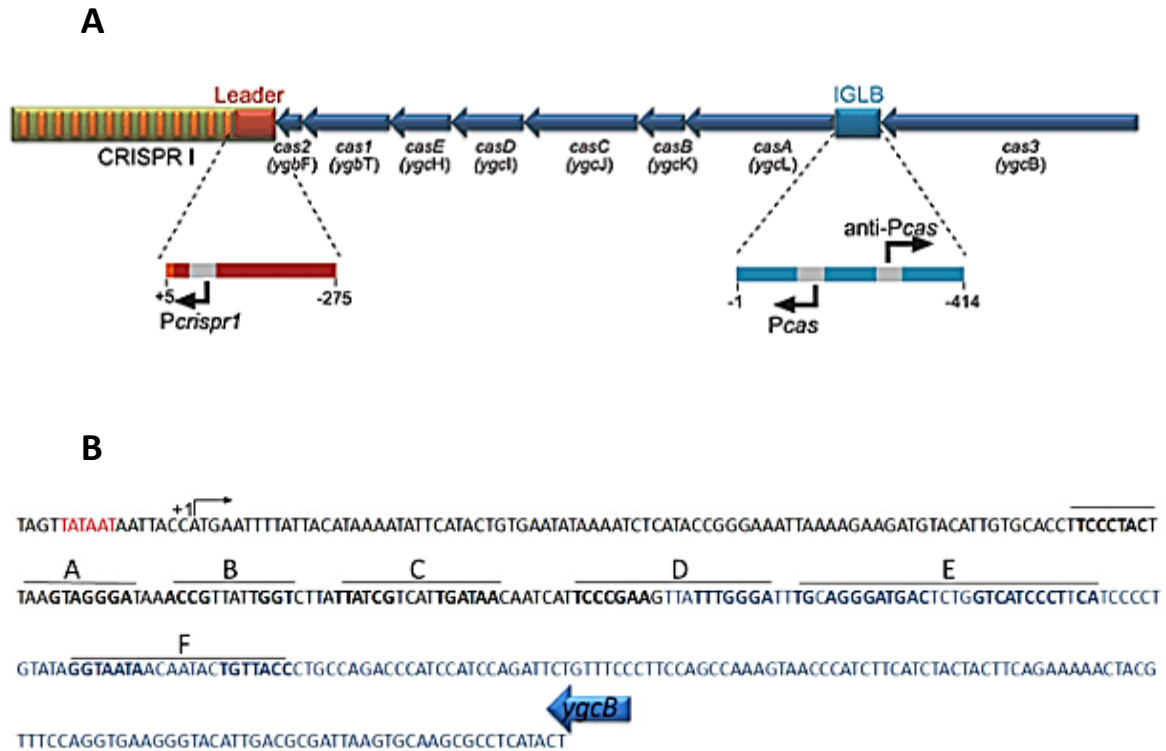 A
Leader
IGLB
CRISPR I
cas2 cas1 casE casD casC casB casA cas3
(ygbF) (ygbT) (ygcH) (ygcI) (ygcJ) (ygcK) (ygcL) (ygcB)
anti-Pcas
+5 -275
Pcrispr1
-1 -414
Pcas
B
+1
TAGTTATAATAATTACCATGAATTTTATTACATAAAATATTCATACTGTGAATATAAAATCTCATACCGGGAAATTAAAAGAAGATGTACATTGTGCACCTTCCCTACT
A B C D E
TAAGTAGGGATAAACCGTTATTGGTCTTATTATCGTCATTGATAACAATCATTCCCGAAGTTATTTGGGATTTGCAGGGATGACTCTGGTCATCCCTTCATCCCCT
F
GTATAGGTAATAACAATACTGTTACCCTGCCAGACCCATCCATCCAGATTCTGTTTCCCTTCCAGCCAAAGTAACCCATCTTCATCTACTACTTCAGAAAAACTACG
ygcB
TTTCCAGGTGAAGGGTACATTGACGCGATTAAGTGCAAGCGCCTCATACT